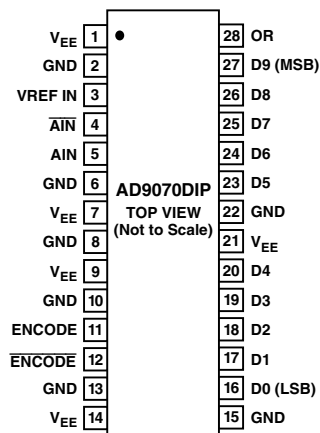 VEE 1 28 OR
GND 2 27 D9 (MSB)
VREF IN 3 26 D8
A̅I̅N̅ 4 25 D7
AIN 5 24 D6
GND 6 23 D5
AD9070DIP
VEE 7 22 GND
TOP VIEW
(Not to Scale)
GND 8 21 VEE
VEE 9 20 D4
GND 10 19 D3
ENCODE 11 18 D2
E̅N̅C̅O̅D̅E̅ 12 17 D1
GND 13 16 D0 (LSB)
VEE 14 15 GND